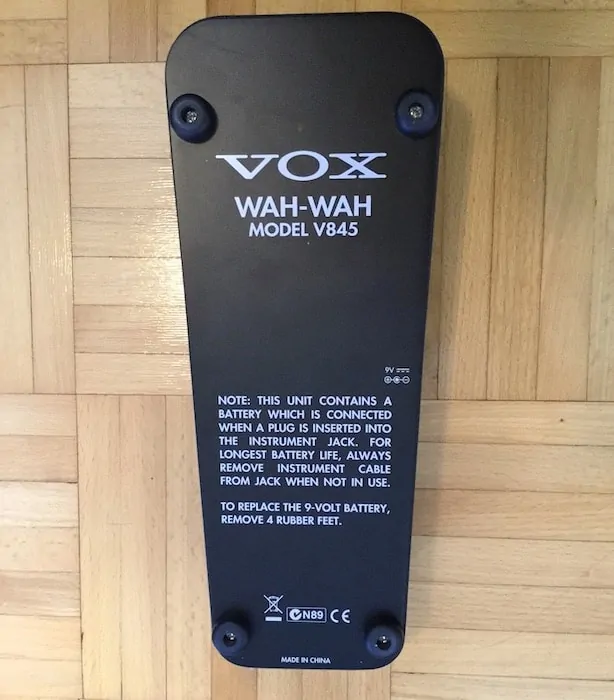 VOX
WAH-WAH
MODEL V845
9V
NOTE: THIS UNIT CONTAINS A
BATTERY WHICH IS CONNECTED
WHEN A PLUG IS INSERTED INTO
THE INSTRUMENT JACK. FOR
LONGEST BATTERY LIFE, ALWAYS
REMOVE INSTRUMENT CABLE
FROM JACK WHEN NOT IN USE.
TO REPLACE THE 9-VOLT BATTERY,
REMOVE 4 RUBBER FEET.
N89 CE
MADE IN CHINA